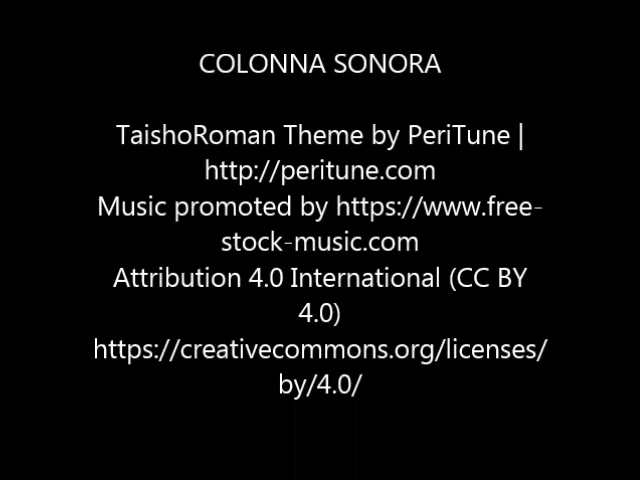 COLONNA SONORA
TaishoRoman Theme by PeriTune |
http://peritune.com
Music promoted by https://www.free-
stock-music.com
Attribution 4.0 International (CC BY
4.0)
https://creativecommons.org/licenses/
by/4.0/